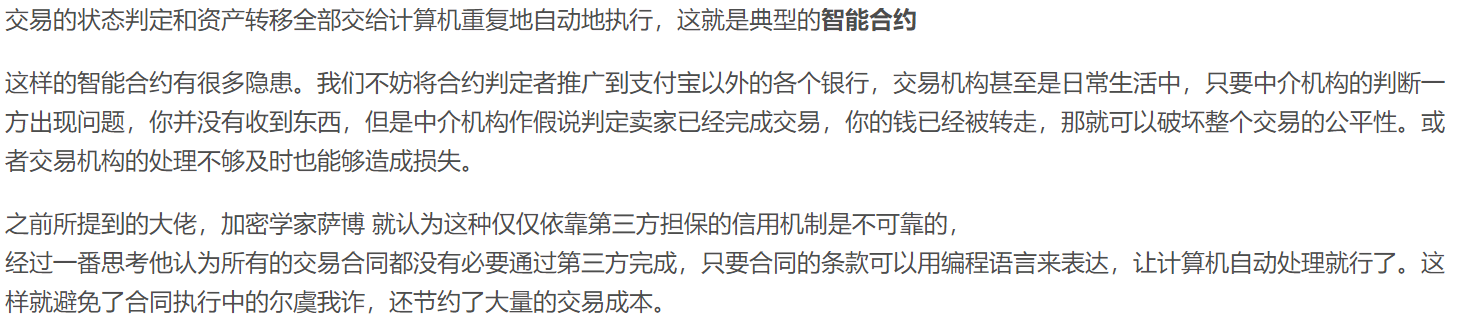 交易的状态判定和资产转移全部交给计算机重复地自动地执行，这就是典型的智能合约
这样的智能合约有很多隐患。我们不妨将合约判定者推广到支付宝以外的各个银行，交易机构甚至是日常生活中，只要中介机构的判断一
方出现问题，你并没有收到东西，但是中介机构作假说判定卖家已经完成交易，你的钱已经被转走，那就可以破坏整个交易的公平性。或
者交易机构的处理不够及时也能够造成损失。
之前所提到的大佬，加密学家萨博 就认为这种仅仅依靠第三方担保的信用机制是不可靠的，
经过一番思考他认为所有的交易合同都没有必要通过第三方完成，只要合同的条款可以用编程语言来表达，让计算机自动处理就行了。这
样就避免了合同执行中的尔虞我诈，还节约了大量的交易成本。